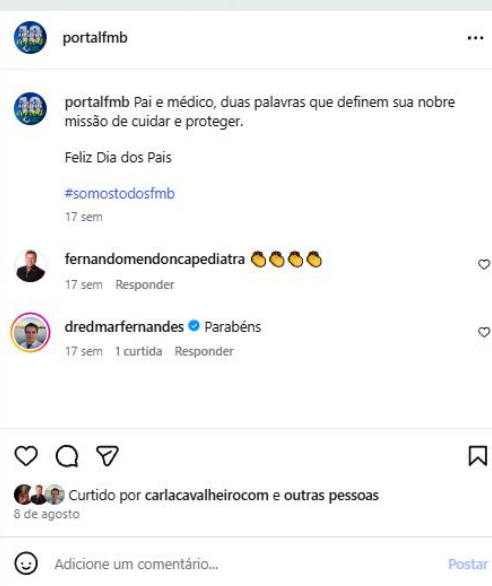 portalfmb
portalfmb Pai e médico, duas palavras que definem sua nobre
missão de cuidar e proteger.
Feliz Dia dos Pais
#somostodosfmb
17 sem
fernandomendoncapediatra 👏👏👏👏
17 sem Responder
dredmarfernandes Parabéns
17 sem 1 curtida Responder
Curtido por carlacavalheirocom e outras pessoas
8 de agosto
Adicione um comentário... Postar